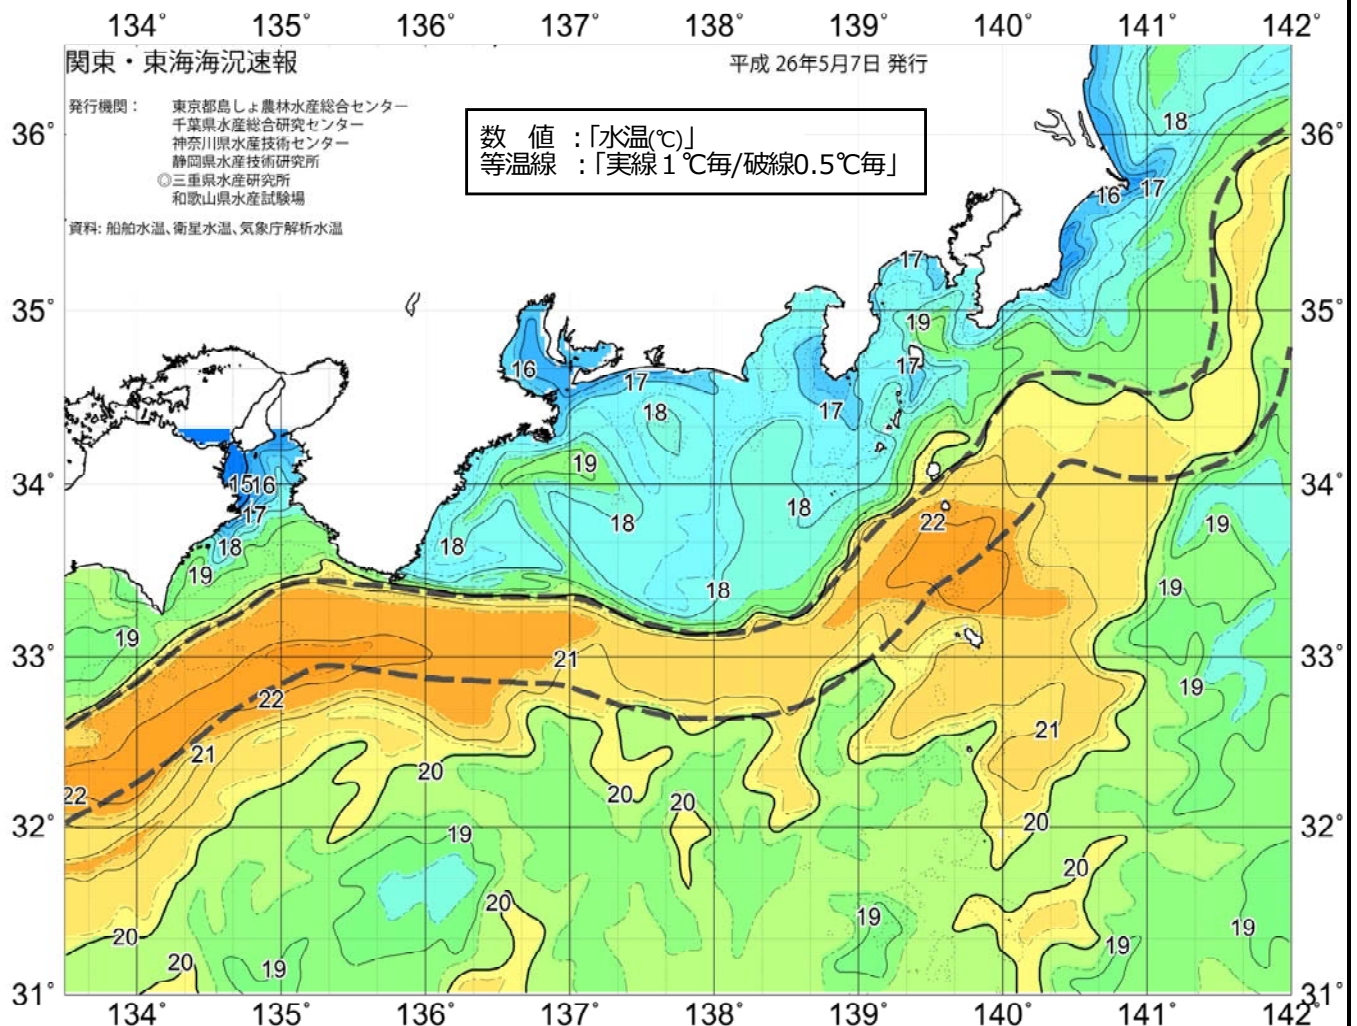 134° 135° 136° 137° 138° 139° 140° 141° 142°
関東・東海海況速報
平成 26年5月7日 発行
発行機関： 東京都島しょ農林水産総合センター
千葉県水産総合研究センター
神奈川県水産技術センター
静岡県水産技術研究所
◎三重県水産研究所
和歌山県水産試験場
資料: 船舶水温、衛星水温、気象庁解析水温
数 値 ：「水温(℃)」
等温線 ：「実線１℃毎/破線0.5℃毎」
36° 18 36°
16 17
17
35° 19 35°
16 17 17
18 17
19
34° 15 16 18 34°
17 18 22 19
18 18
19 18 19
19
33° 21 33°
22 19
21 21
20
22 20 20
32° 19 20 32°
20
20 19
20 19 19
20 19
31° 31°
134° 135° 136° 137° 138° 139° 140° 141° 142°